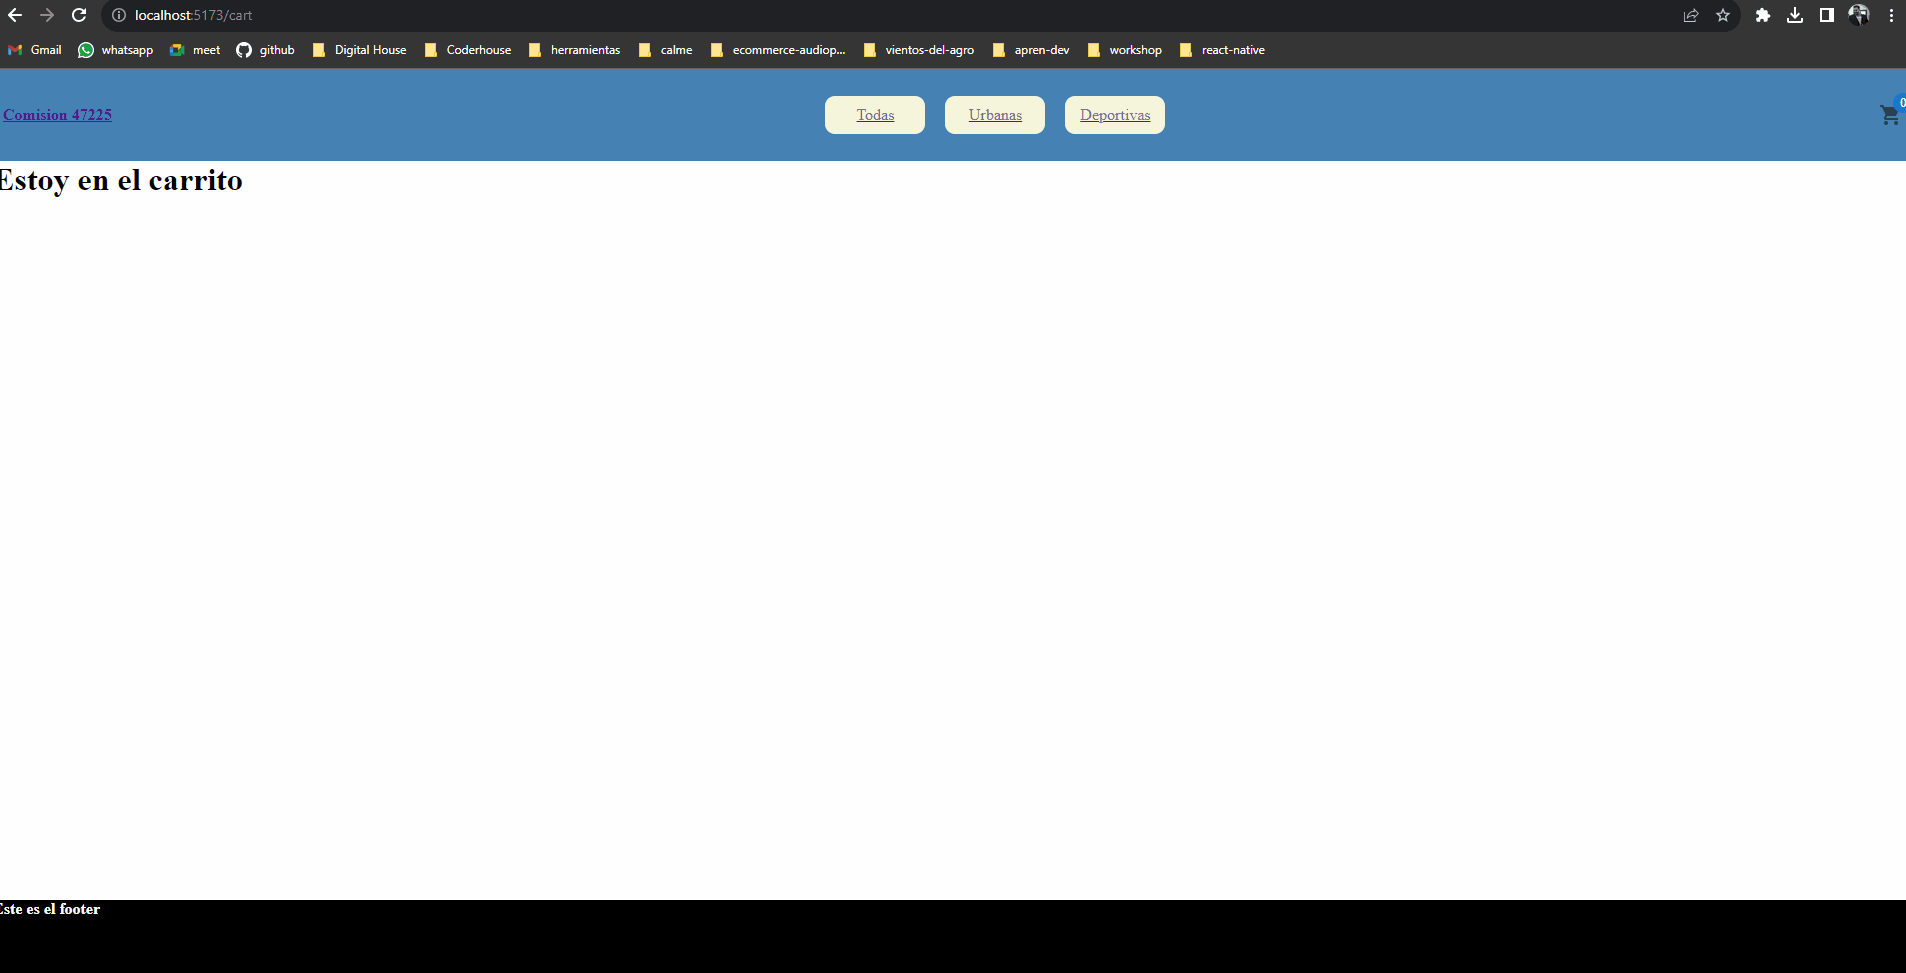 localhost:5173/cart
Gmail whatsapp meet github Digital House Coderhouse herramientas calme ecommerce-audiop... vientos-del-agro apren-dev workshop react-native
Comision 47225 Todas Urbanas Deportivas 0
Estoy en el carrito
Este es el footer